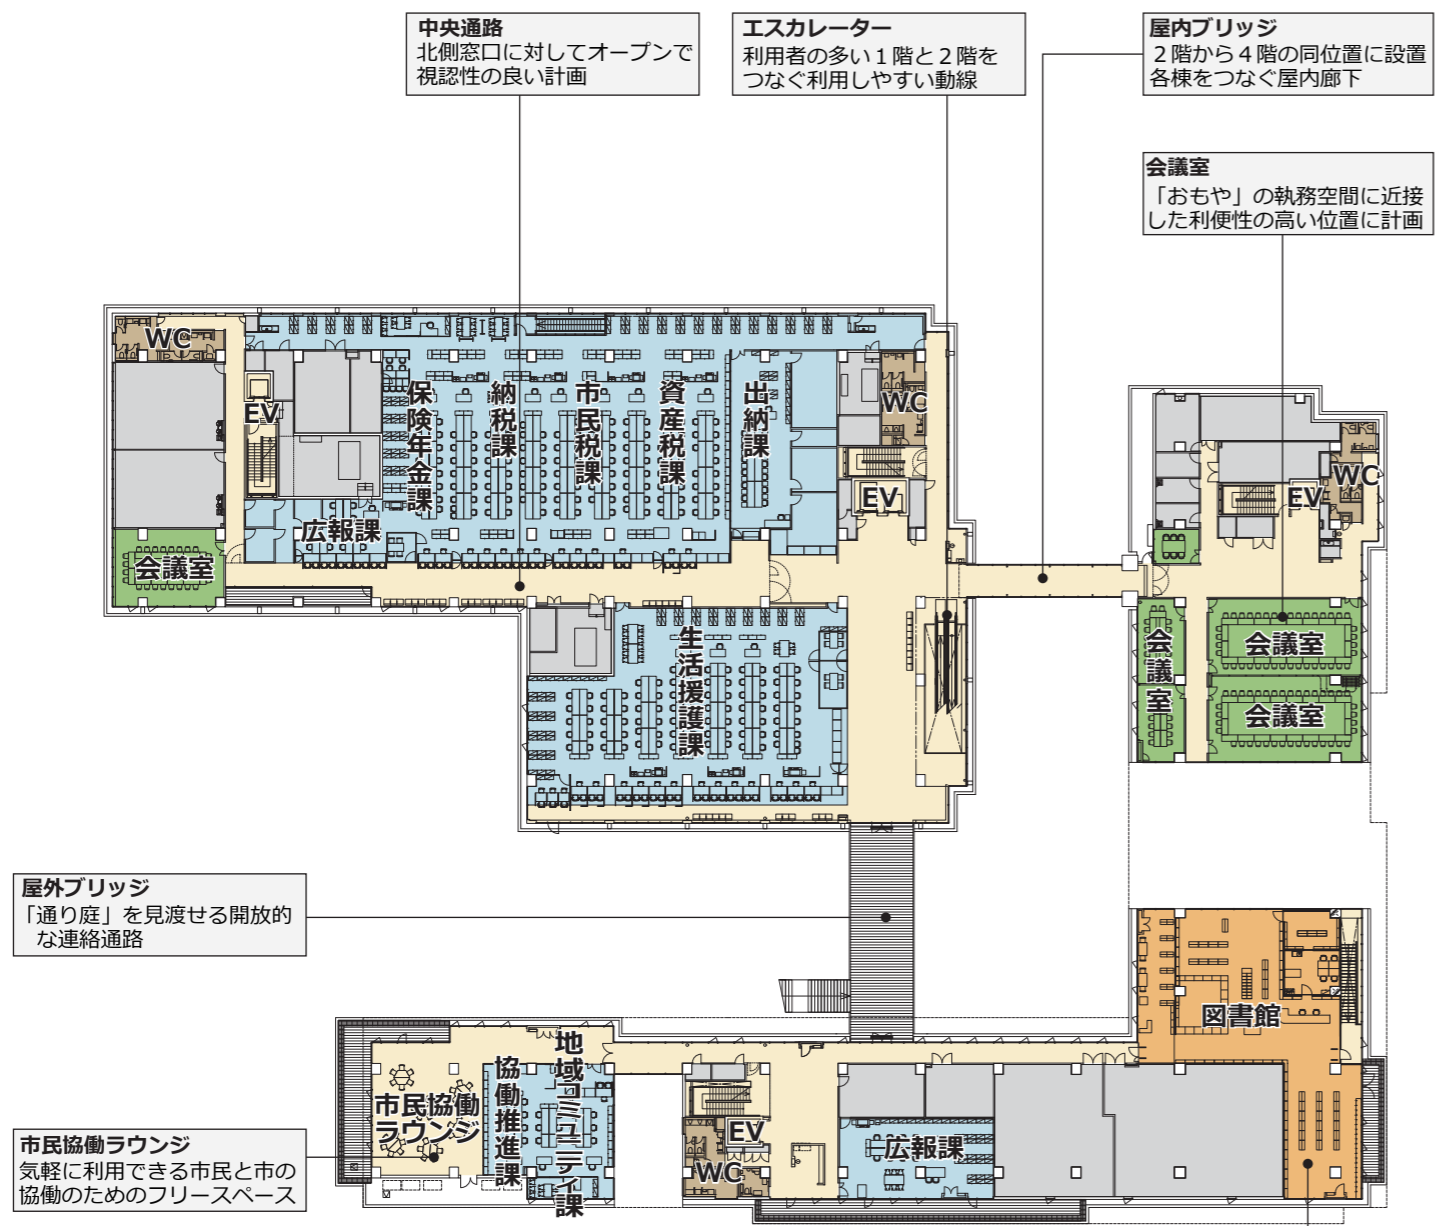 中央通路
北側窓口に対してオープンで
視認性の良い計画
エスカレーター
利用者の多い１階と２階を
つなぐ利用しやすい動線
屋内ブリッジ
２階から４階の同位置に設置
各棟をつなぐ屋内廊下
会議室
「おもや」の執務空間に近接
した利便性の高い位置に計画
WC
EV
保険年金課
納税課
市民税課
資産税課
出納課
WC
EV
広報課
会議室
生活援護課
WC
EV
会議室
会議室
会議室
屋外ブリッジ
「通り庭」を見渡せる開放的
な連絡通路
図書館
市民協働
ラウンジ
協働推進課
地域コミュニティ課
EV
WC
広報課
市民協働ラウンジ
気軽に利用できる市民と市の
協働のためのフリースペース